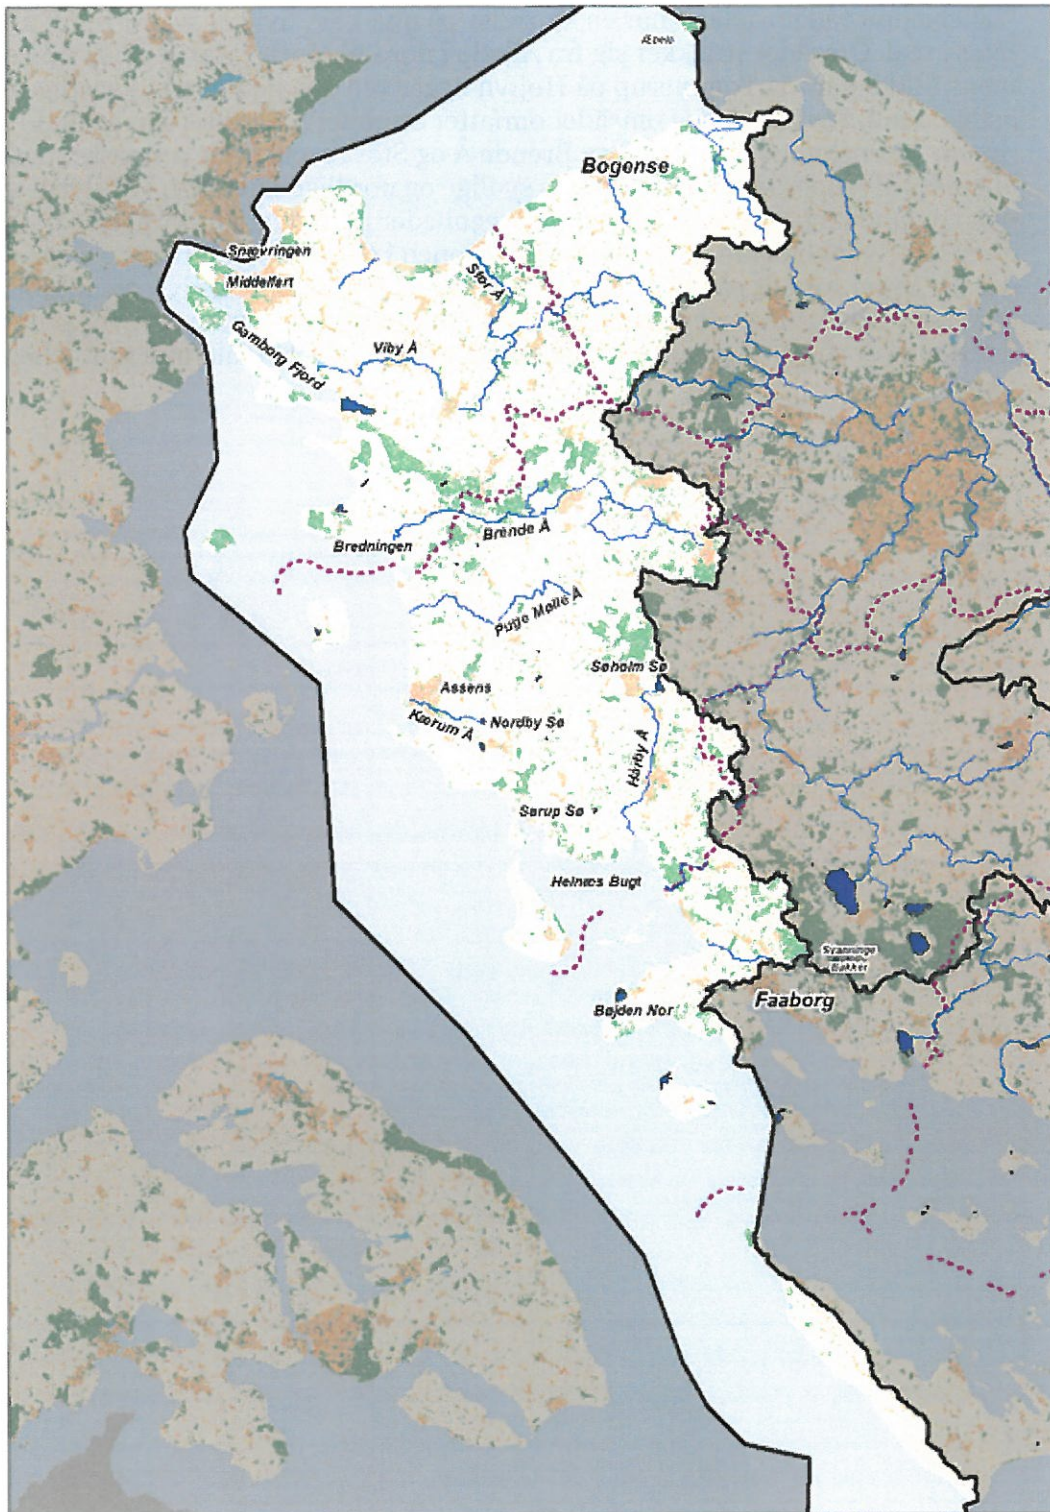 Æbelø
Bogense
Snævringen
Middelfart
Stor Å
Gamborg Fjord
Viby Å
Brende Å
Bredningen
Puge Mølle Å
Søholm Sø
Assens
Nordby Sø
Kærum Å
Hårby Å
Sørup Sø
Helnæs Bugt
Svanninge
Bakker
Faaborg
Bøjden Nor